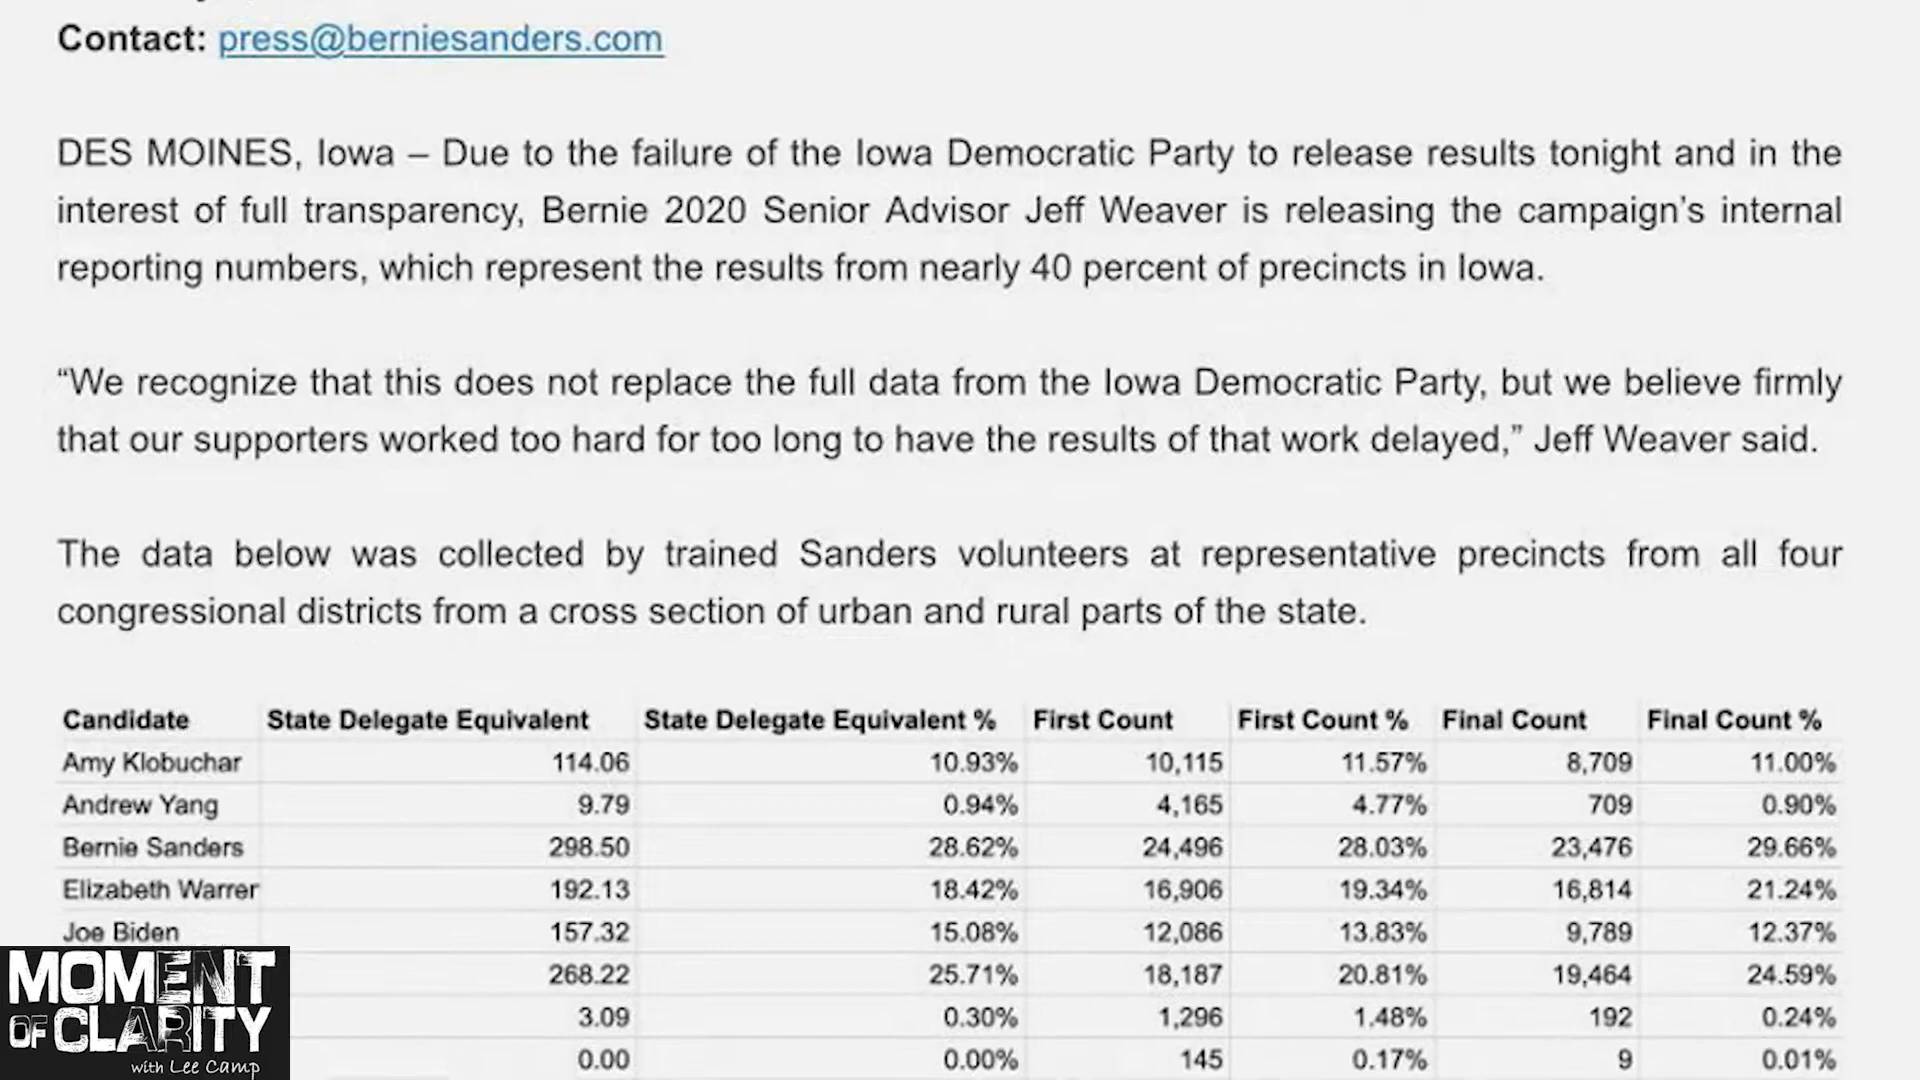 Contact: press@berniesanders.com
DES MOINES, Iowa – Due to the failure of the Iowa Democratic Party to release results tonight and in the
interest of full transparency, Bernie 2020 Senior Advisor Jeff Weaver is releasing the campaign’s internal
reporting numbers, which represent the results from nearly 40 percent of precincts in Iowa.
“We recognize that this does not replace the full data from the Iowa Democratic Party, but we believe firmly
that our supporters worked too hard for too long to have the results of that work delayed,” Jeff Weaver said.
The data below was collected by trained Sanders volunteers at representative precincts from all four
congressional districts from a cross section of urban and rural parts of the state.
Candidate State Delegate Equivalent State Delegate Equivalent % First Count First Count % Final Count Final Count %
Amy Klobuchar 114.06 10.93% 10,115 11.57% 8,709 11.00%
Andrew Yang 9.79 0.94% 4,165 4.77% 709 0.90%
Bernie Sanders 298.50 28.62% 24,496 28.03% 23,476 29.66%
Elizabeth Warrer 192.13 18.42% 16,906 19.34% 16,814 21.24%
Joe Biden 157.32 15.08% 12,086 13.83% 9,789 12.37%
268.22 25.71% 18,187 20.81% 19,464 24.59%
3.09 0.30% 1,296 1.48% 192 0.24%
0.00 0.00% 145 0.17% 9 0.01%
MOMENT
OF CLARITY
with Lee Camp